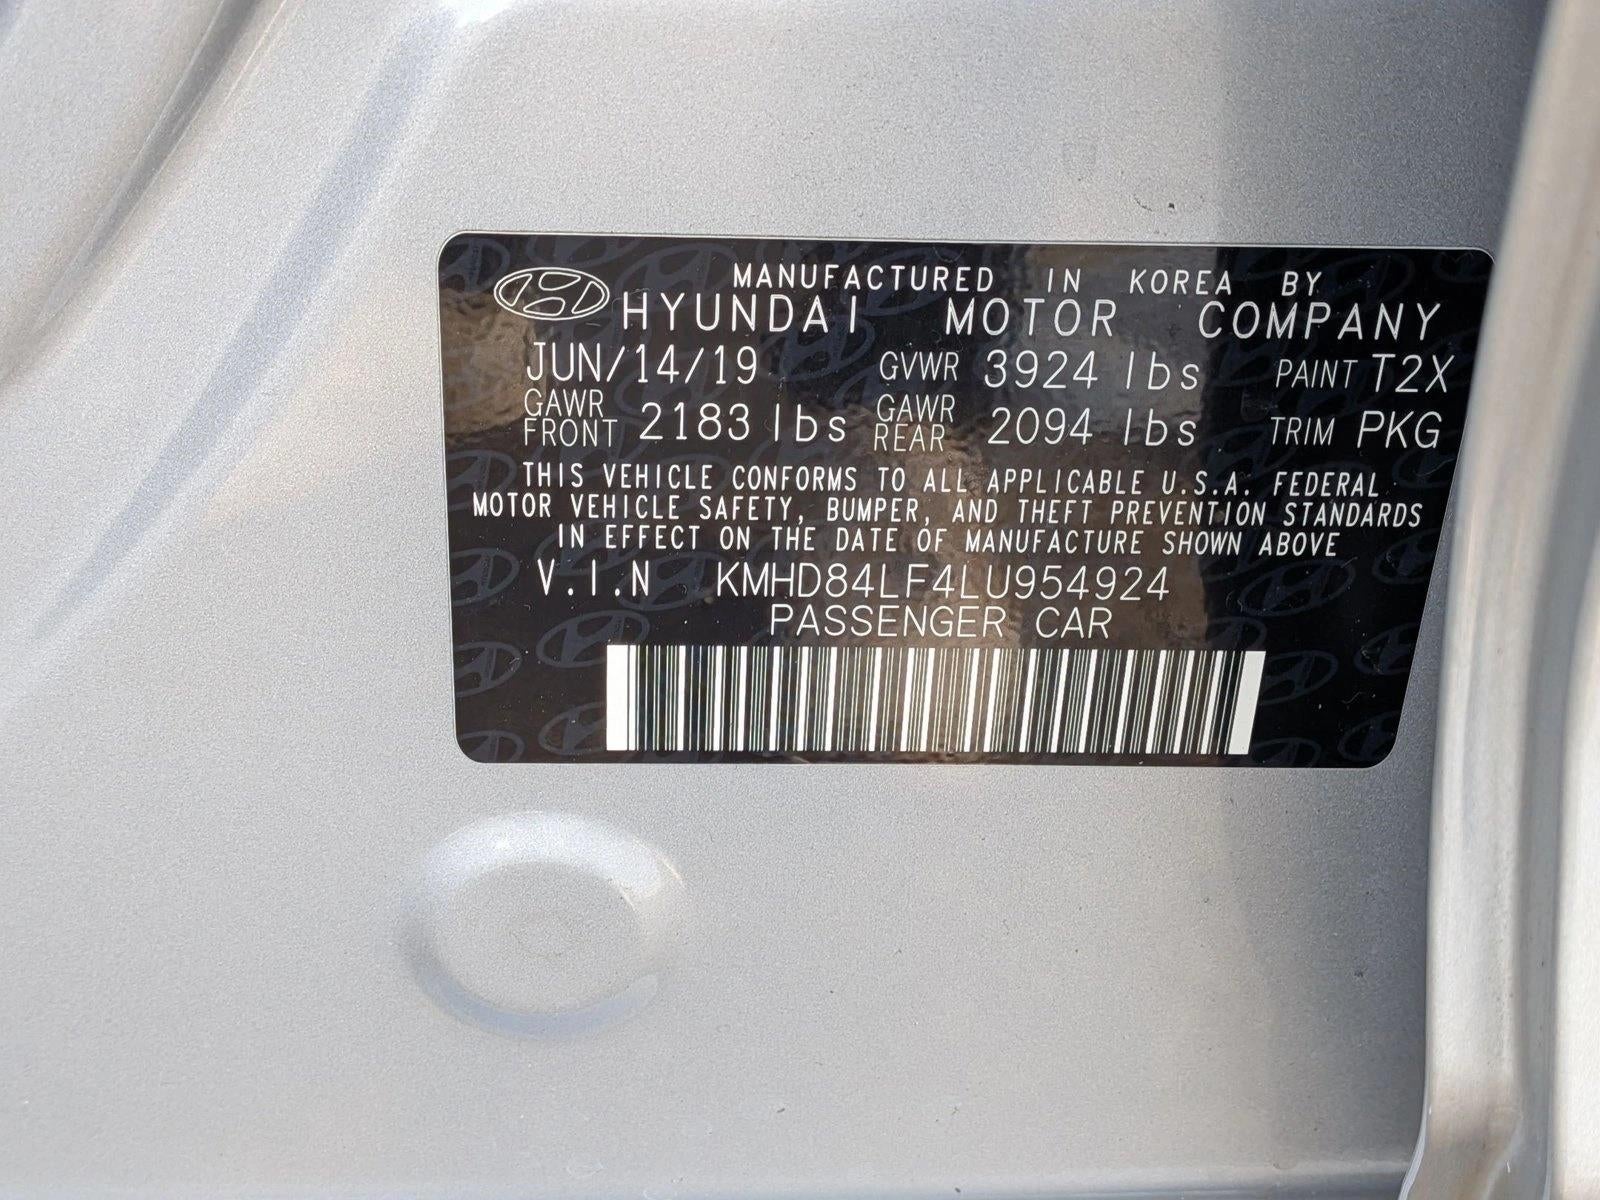 MANUFACTURED IN KOREA BY
HYUNDAI MOTOR COMPANY
JUN/14/19 GVWR 3924 lbs PAINT T2X
GAWR FRONT 2183 lbs GAWR REAR 2094 lbs TRIM PKG
THIS VEHICLE CONFORMS TO ALL APPLICABLE U.S.A. FEDERAL
MOTOR VEHICLE SAFETY, BUMPER, AND THEFT PREVENTION STANDARDS
IN EFFECT ON THE DATE OF MANUFACTURE SHOWN ABOVE
V.I.N KMHD84LF4LU954924
PASSENGER CAR